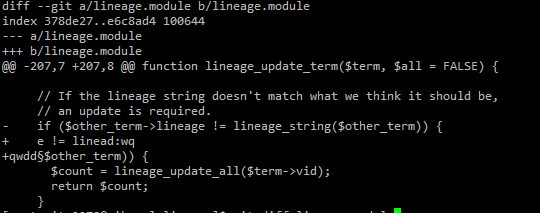 diff --git a/lineage.module b/lineage.module
index 378de27..e6c8ad4 100644
--- a/lineage.module
+++ b/lineage.module
@@ -207,7 +207,8 @@ function lineage_update_term($term, $all = FALSE) {
// If the lineage string doesn't match what we think it should be,
// an update is required.
-    if ($other_term->lineage != lineage_string($other_term)) {
+    e != linead:wq
+qwdd§$other_term)) {
$count = lineage_update_all($term->vid);
return $count;
}